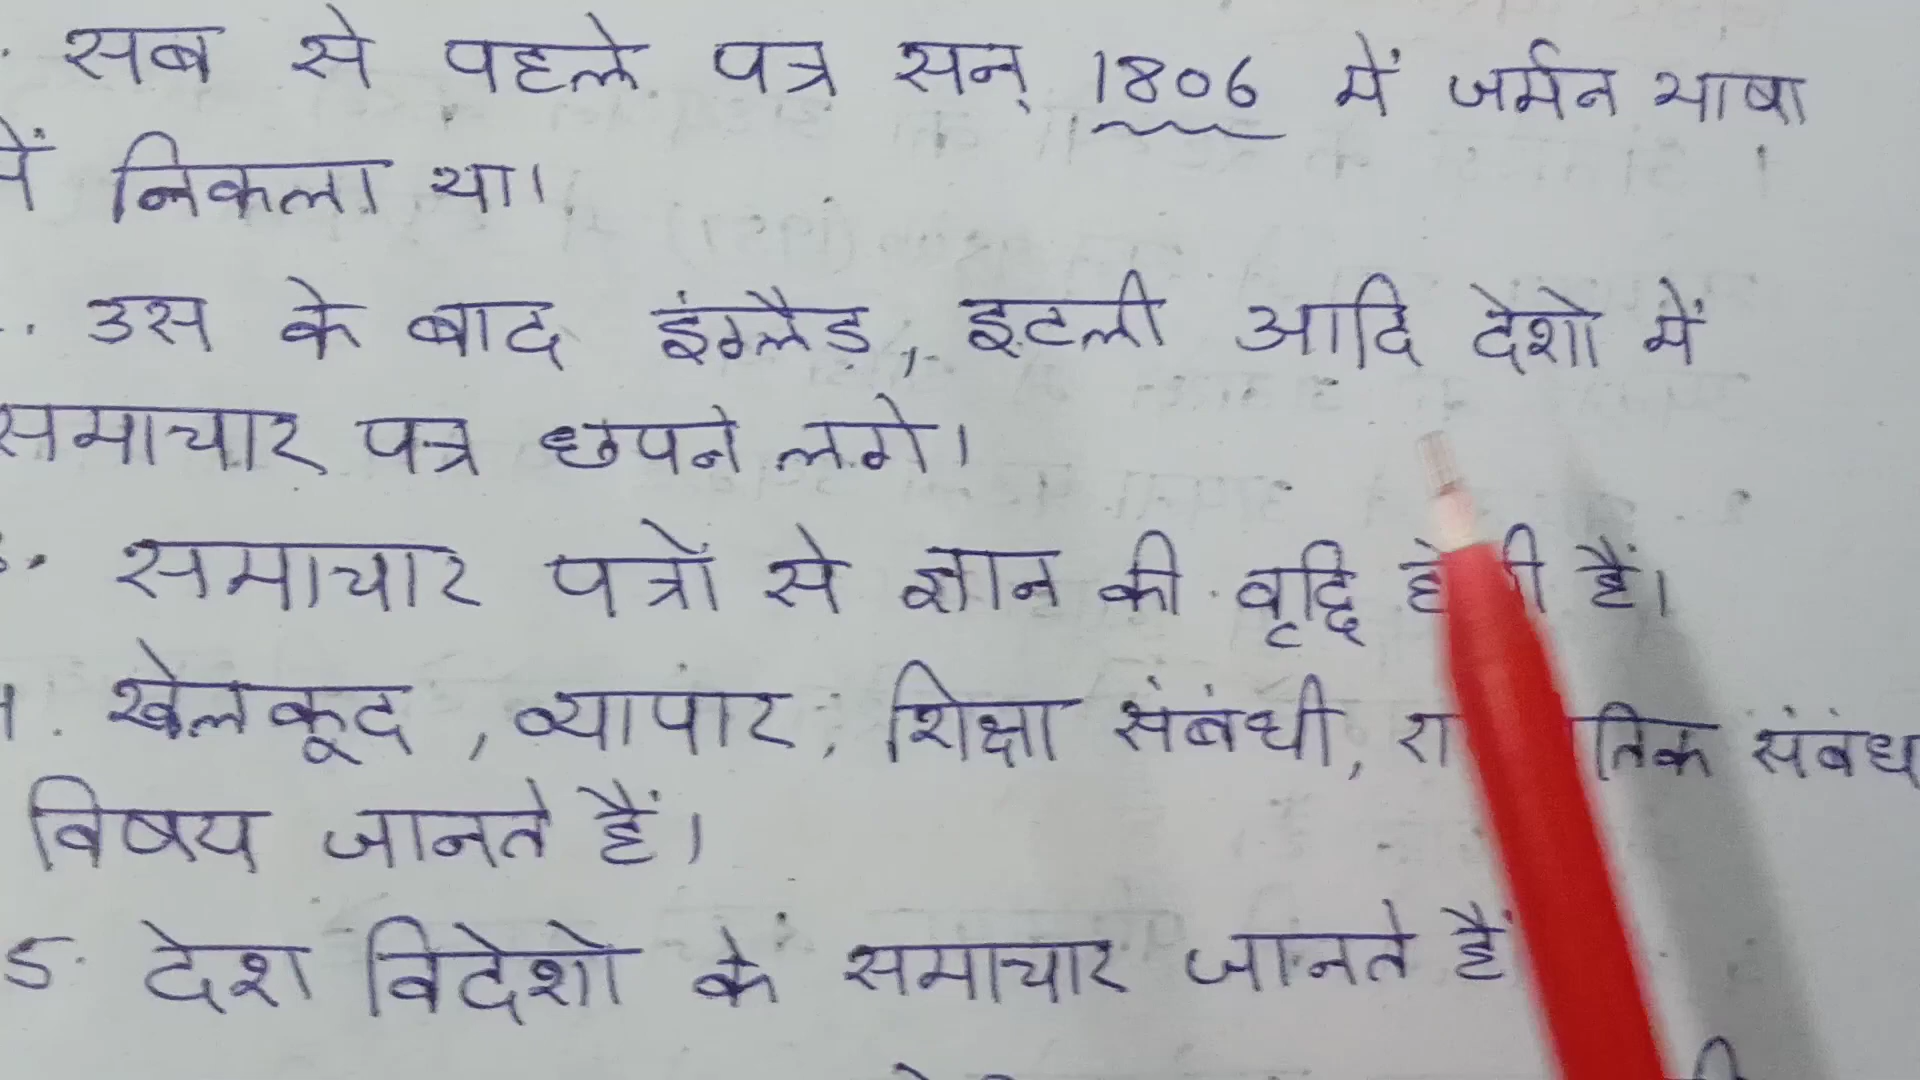 . सब से पहले पत्र सन् 1806 में जर्मन भाषा
में निकला था।
. उस के बाद इंग्लैड, इटली आदि देशो में
समाचार पत्र छपने लगे।
. समाचार पत्रों से ज्ञान की वृद्दि है।
. खेलकूद, व्यापार, शिक्षा संबंधी, संबंध
विषय जानते हैं।
5. देश विदेशो के समाचार जानते हैं